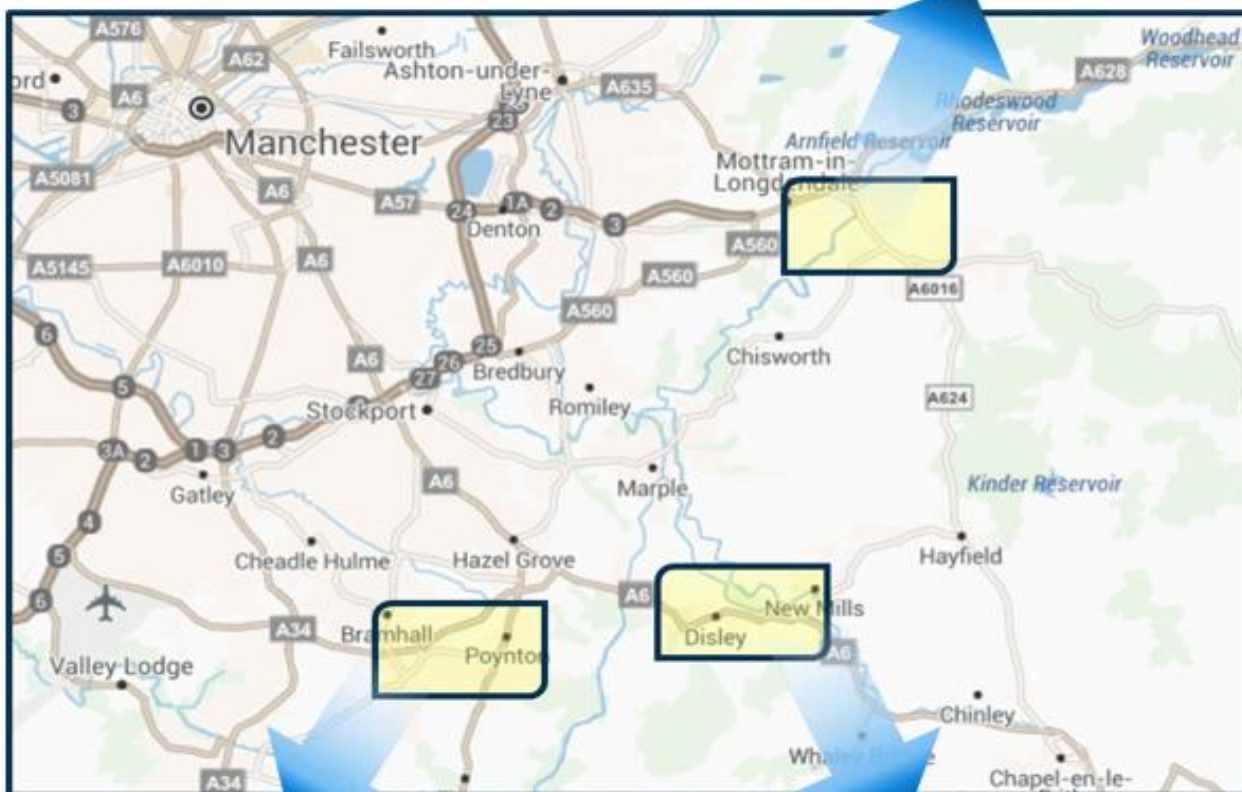 A576
A62
Failsworth
Ashton-under-
Lyne
Woodhead
Reservoir
A628
ord
A6
3
A635
Rhodeswood
Reservoir
23
Manchester
Arnfield Reservoir
Mottram-in-
Longdendale
A5081
A6
A57
24
1A
2
3
Denton
A560
A5145
A6010
A6
A560
A6016
A560
6
A6
25
26
27
Bredbury
Chisworth
5
Romiley
A624
Stockport
3A
2
1
3
2
Gatley
A6
Marple
Kinder Reservoir
4
5
Cheadle Hulme
Hazel Grove
Hayfield
6
A6
New Mills
A34
Bramhall
Disley
Poynton
A6
Valley Lodge
Chinley
A34
Chapel-en-le-